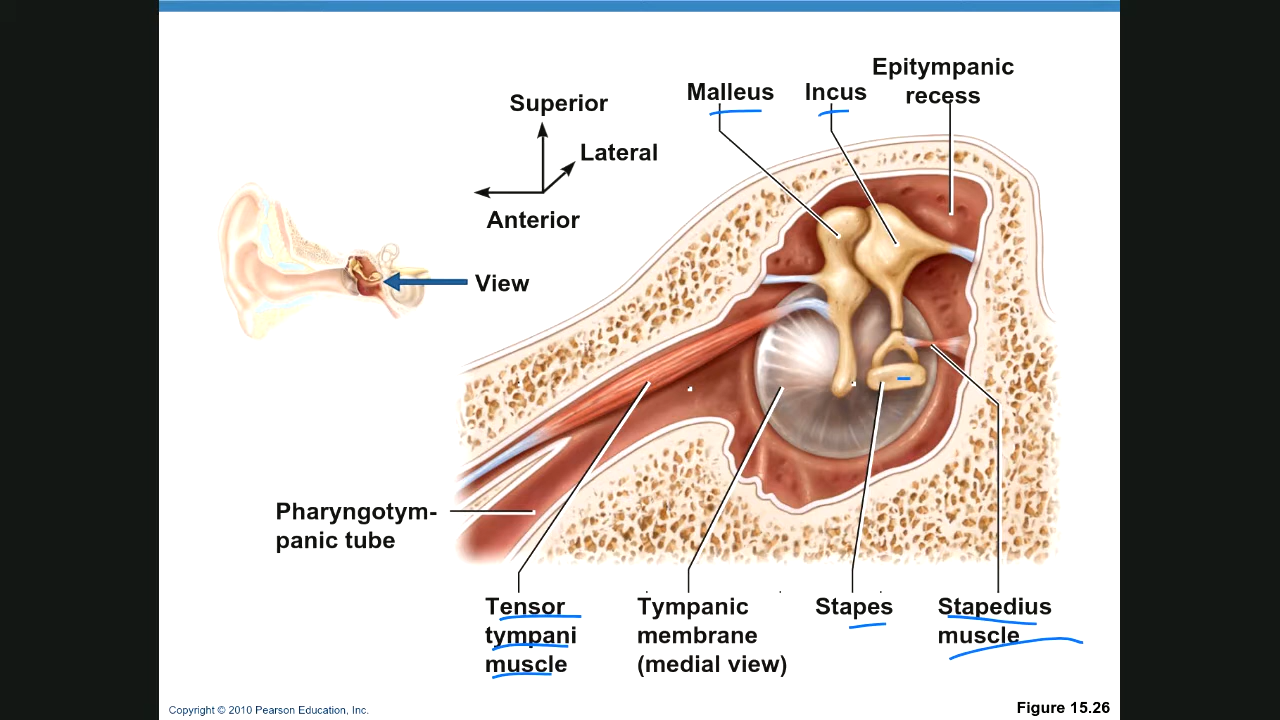 Epitympanic
recess
Malleus
Incus
Superior
Lateral
Anterior
View
Pharyngotym-
panic tube
Tensor
tympani
muscle
Tympanic
membrane
(medial view)
Stapes
Stapedius
muscle
Copyright © 2010 Pearson Education, Inc.
Figure 15.26